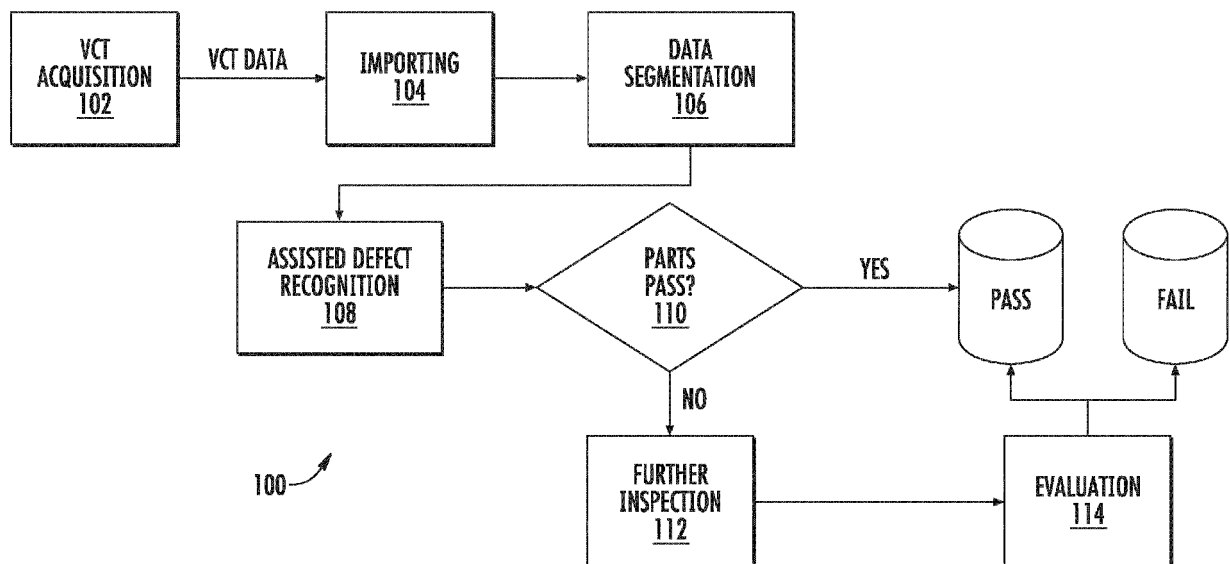 VCT
ACQUISITION
102
VCT DATA
IMPORTING
104
DATA
SEGMENTATION
106
ASSISTED DEFECT
RECOGNITION
108
PARTS
PASS?
110
YES
PASS
FAIL
NO
100
FURTHER
INSPECTION
112
EVALUATION
114